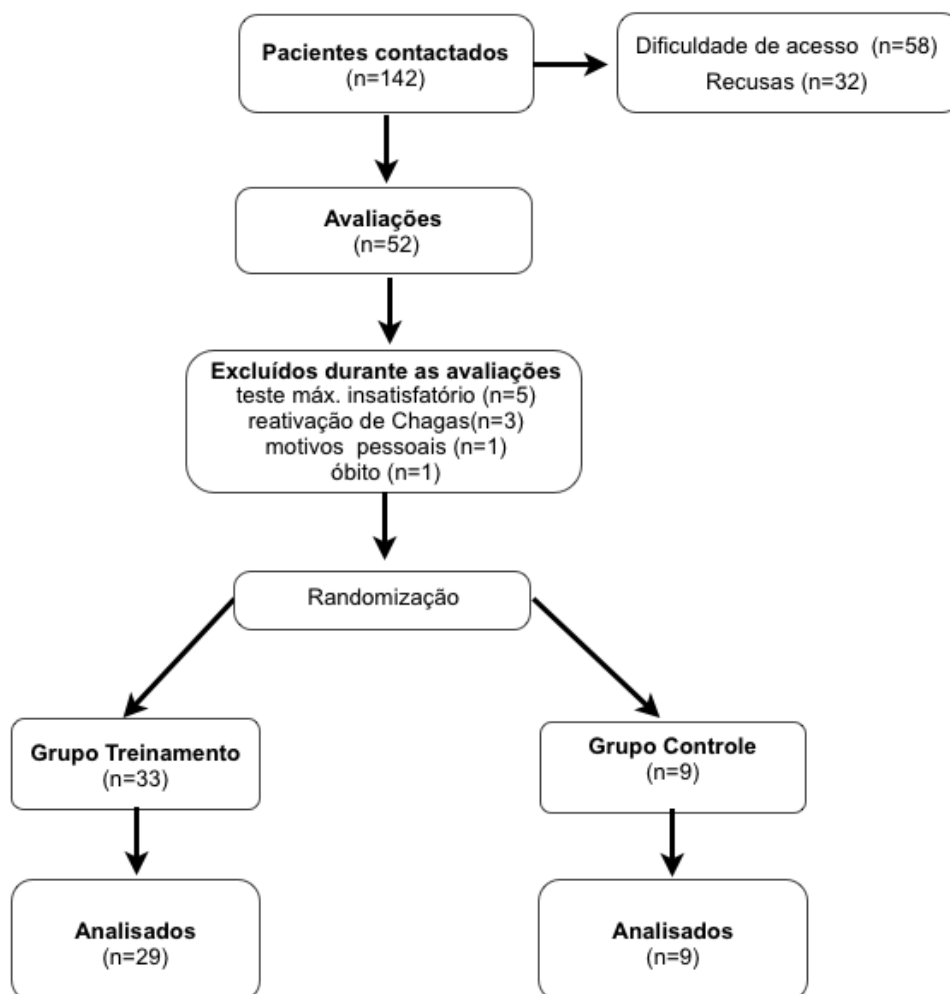 Pacientes contactados
(n=142)
Dificuldade de acesso (n=58)
Recusas (n=32)
Avaliações
(n=52)
Excluídos durante as avaliações
teste máx. insatisfatório (n=5)
reativação de Chagas(n=3)
motivos pessoais (n=1)
óbito (n=1)
Randomização
Grupo Treinamento
(n=33)
Grupo Controle
(n=9)
Analisados
(n=29)
Analisados
(n=9)